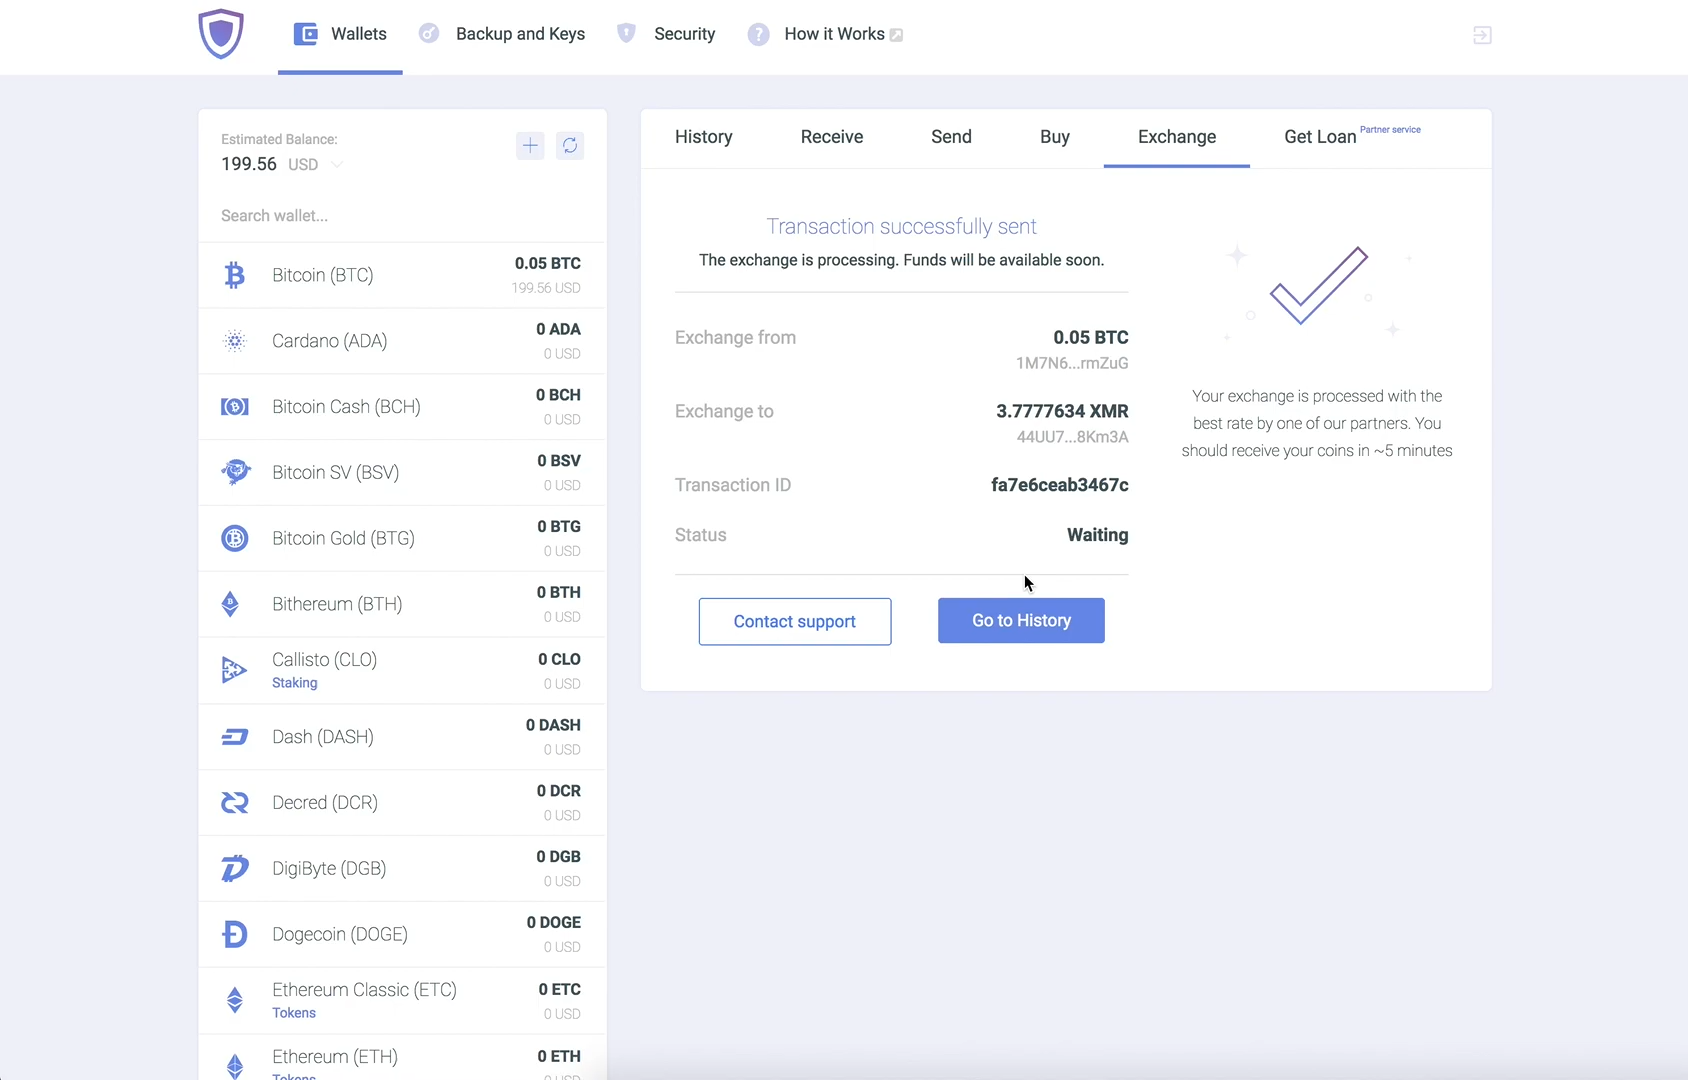 Wallets
Backup and Keys
Security
How it Works
Estimated Balance:
199.56 USD
Search wallet...
Bitcoin (BTC)
0.05 BTC
199.56 USD
Cardano (ADA)
0 ADA
0 USD
Bitcoin Cash (BCH)
0 BCH
0 USD
Bitcoin SV (BSV)
0 BSV
0 USD
Bitcoin Gold (BTG)
0 BTG
0 USD
Bithereum (BTH)
0 BTH
0 USD
Callisto (CLO)
Staking
0 CLO
0 USD
Dash (DASH)
0 DASH
0 USD
Decred (DCR)
0 DCR
0 USD
DigiByte (DGB)
0 DGB
0 USD
Dogecoin (DOGE)
0 DOGE
0 USD
Ethereum Classic (ETC)
Tokens
0 ETC
0 USD
Ethereum (ETH)
Tokens
0 ETH
0 USD
History
Receive
Send
Buy
Exchange
Get Loan Partner service
Transaction successfully sent
The exchange is processing. Funds will be available soon.
Exchange from
0.05 BTC
1M7N6...rmZuG
Exchange to
3.7777634 XMR
44UU7...8Km3A
Transaction ID
fa7e6ceab3467c
Status
Waiting
Contact support
Go to History
Your exchange is processed with the
best rate by one of our partners. You
should receive your coins in ~5 minutes